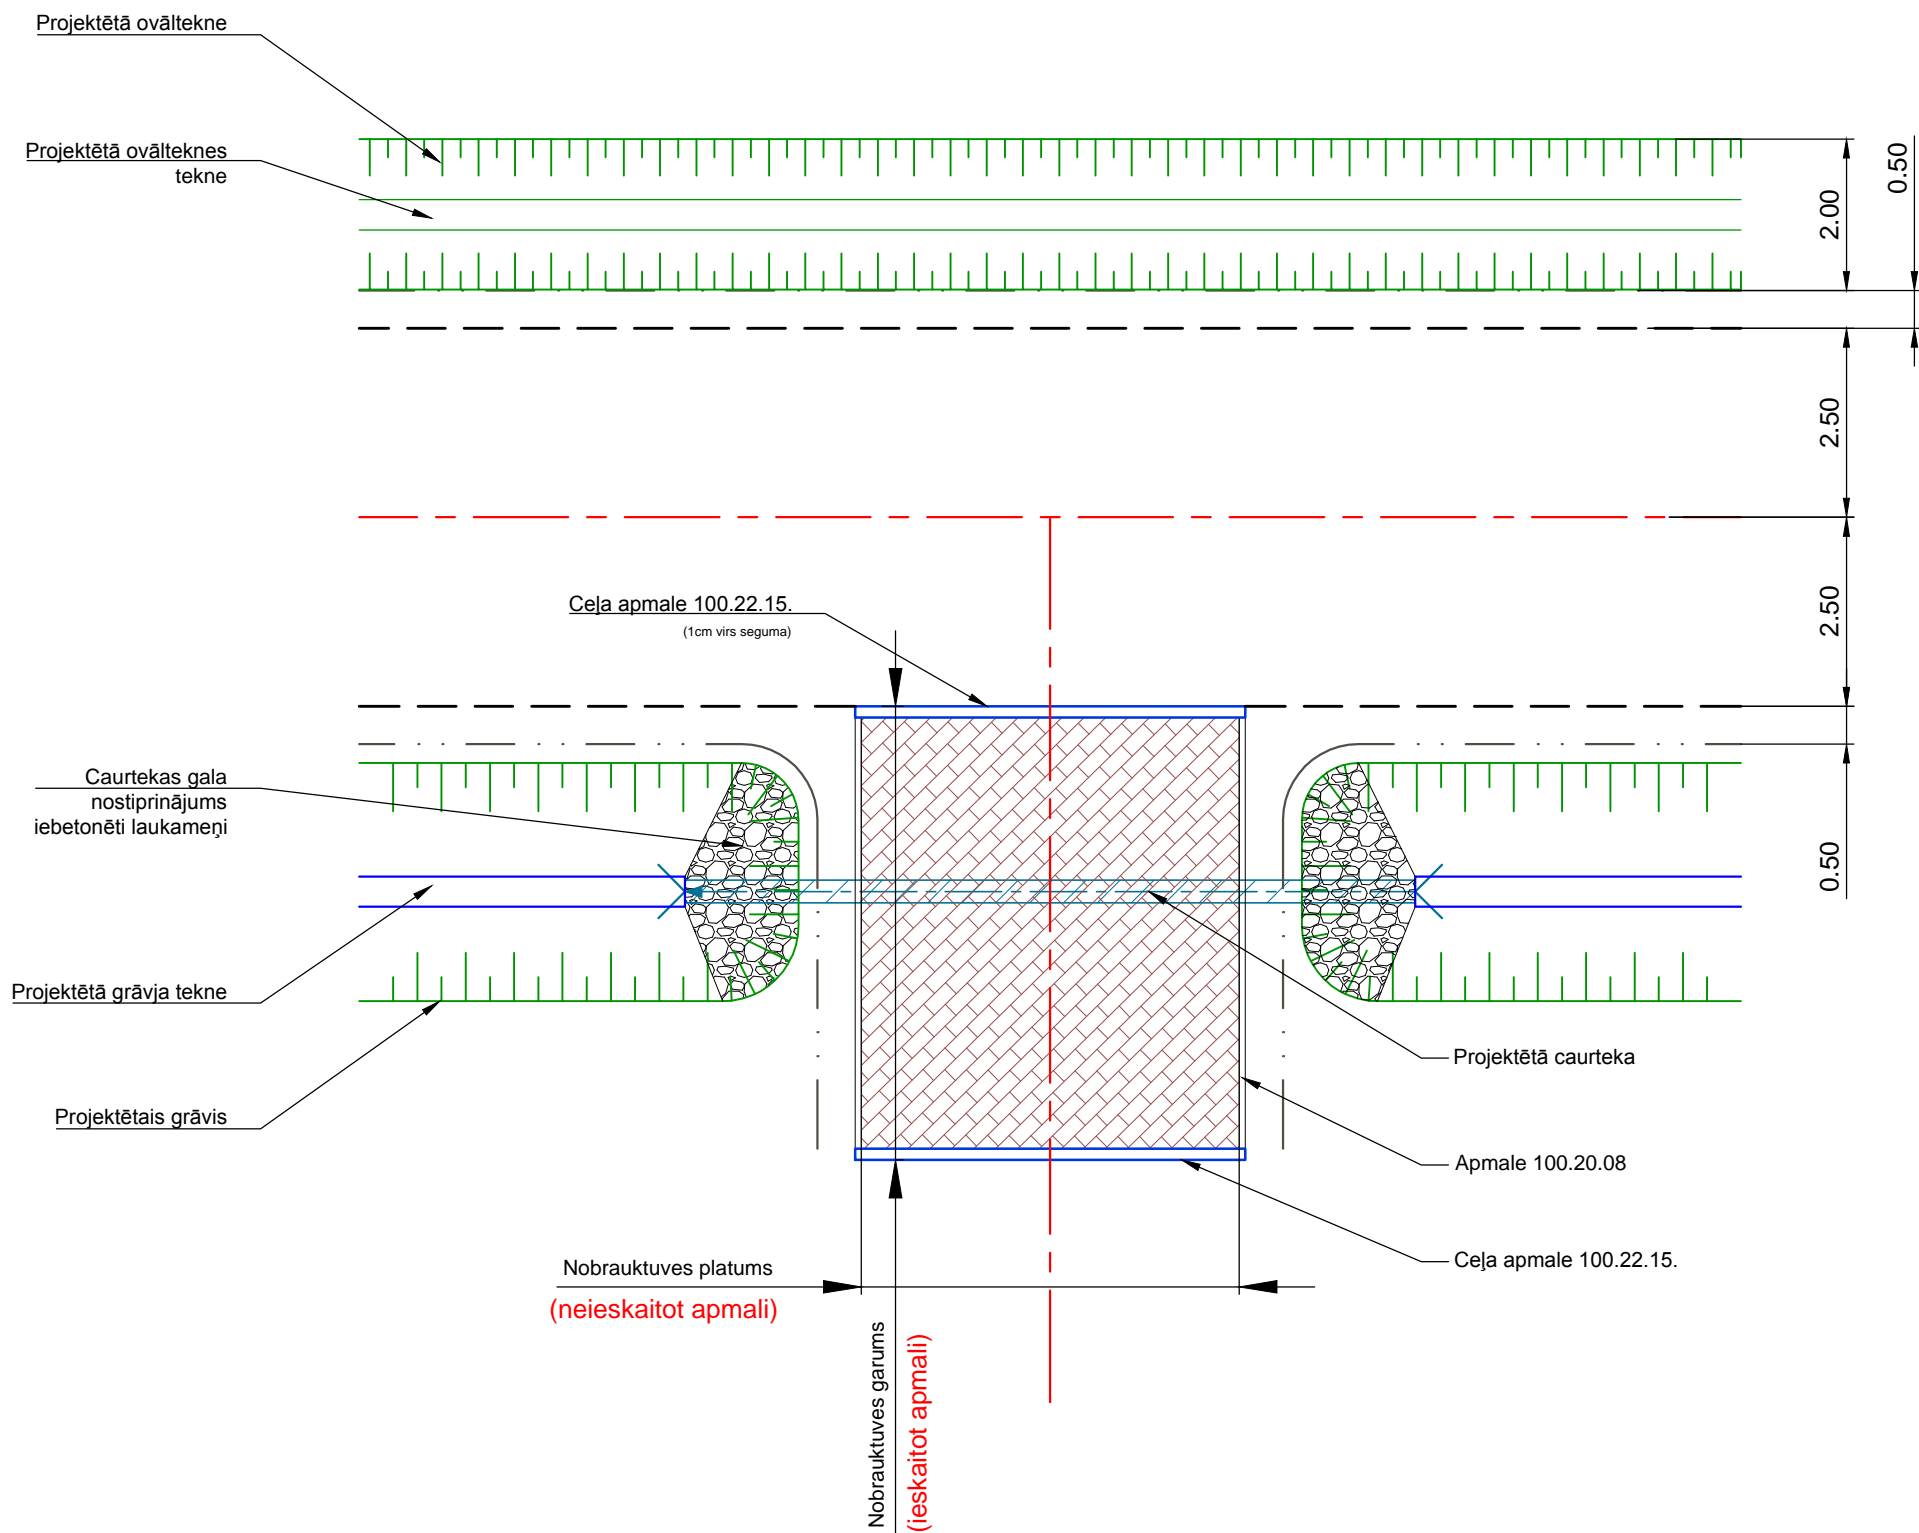 Projektētā ovāltekne
Projektētā ovālteknes
tekne
0.50
2.00
2.50
2.50
Ceļa apmale 100.22.15.
(1cm virs seguma)
Caurtekas gala
nostiprinājums
iebetonēti laukameņi
0.50
Projektētā grāvja tekne
Projektētā caurteka
Projektētais grāvis
Apmale 100.20.08
Ceļa apmale 100.22.15.
Nobrauktuves platums
(neieskaitot apmali)
Nobrauktuves garums
(ieskaitot apmali)